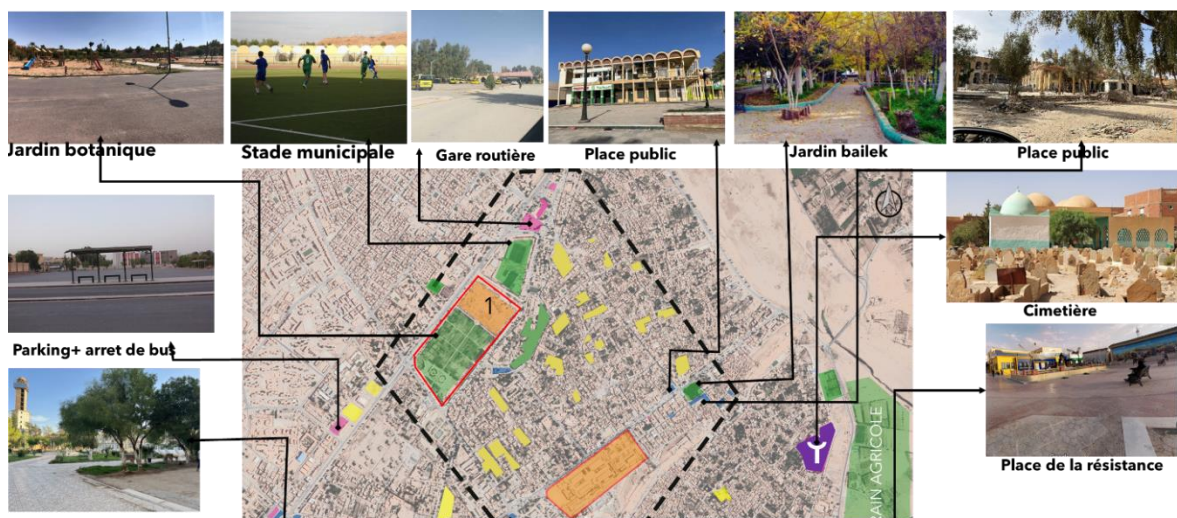 Jardin botanique
Stade municipale
Gare routière
Place public
Jardin bailek
Place public
Cimetière
1
Parking+ arret de bus
RAIN AGRICOLE
Place de la résistance